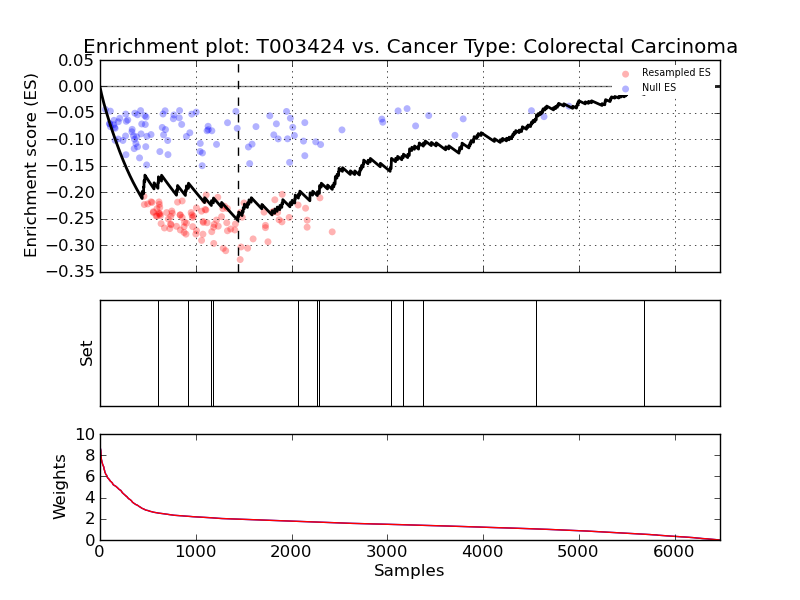 Enrichment plot: T003424 vs. Cancer Type: Colorectal Carcinoma
Enrichment score (ES)
0.05
0.00
−0.05
−0.10
−0.15
−0.20
−0.25
−0.30
−0.35
Resampled ES
Null ES
Set
Weights
10
8
6
4
2
0
0 1000 2000 3000 4000 5000 6000
Samples